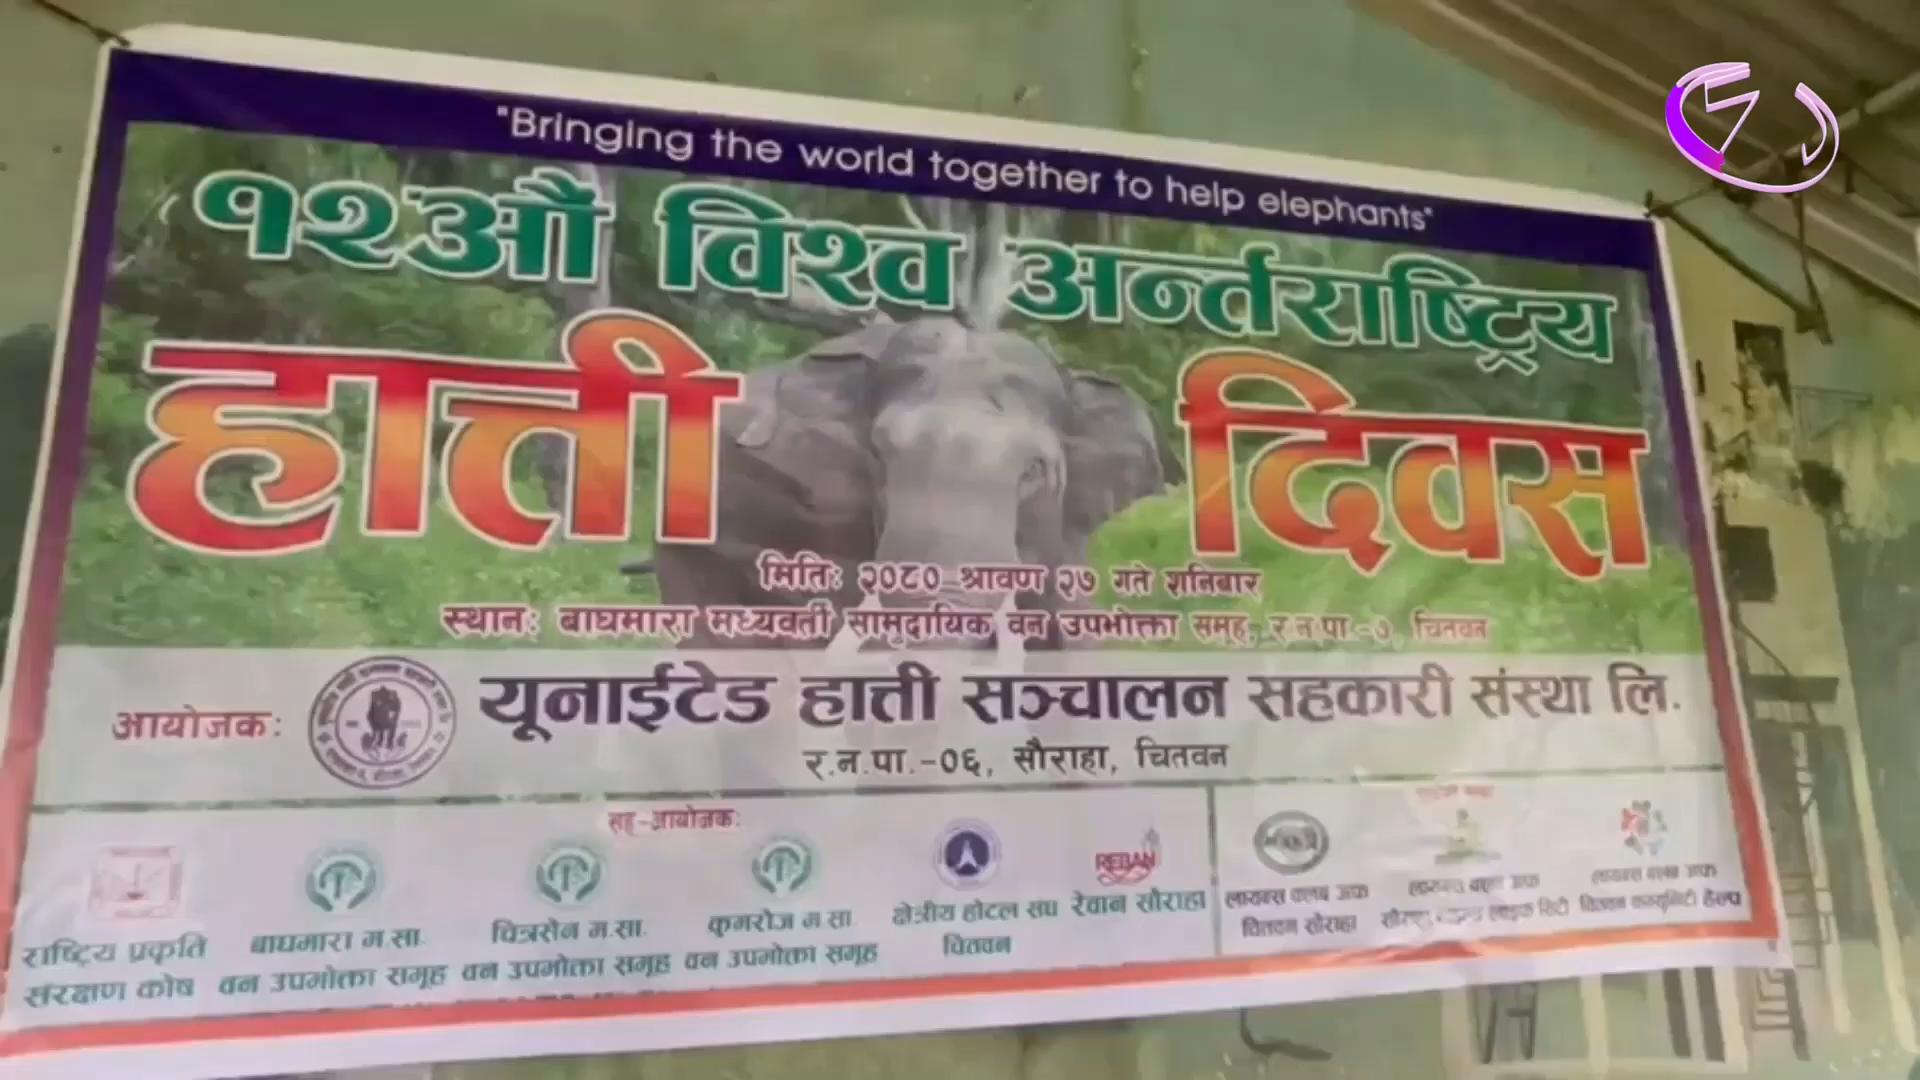 "Bringing the world together to help elephants"
१२औ विश्व अर्न्तराष्ट्रिय
हात्ती दिवस
मितिः २०८० श्रावण २७ गते शनिबार
स्थानः बाघमारा मध्यवर्ती सामुदायिक वन उपभोक्ता समूह, र.न.पा.-७, चितवन
आयोजकः यूनाईटेड हात्ती सञ्चालन सहकारी संस्था लि.
र.न.पा.-०६, सौराहा, चितवन
सह-आयोजकः
राष्ट्रिय प्रकृति
संरक्षण कोष
बाघमारा म.सा.
वन उपभोक्ता समूह
चित्रसेन म.सा.
वन उपभोक्ता समूह
कुमरोज म.सा.
वन उपभोक्ता समूह
क्षेत्रीय होटल संघ
चितवन
REBAN
रेवान सौराहा
लायन्स क्लब अफ
चितवन सौराहा
लायन्स क्लब अफ
लायन्स क्लब अफ
चितवन कम्युनिटी हेल्प